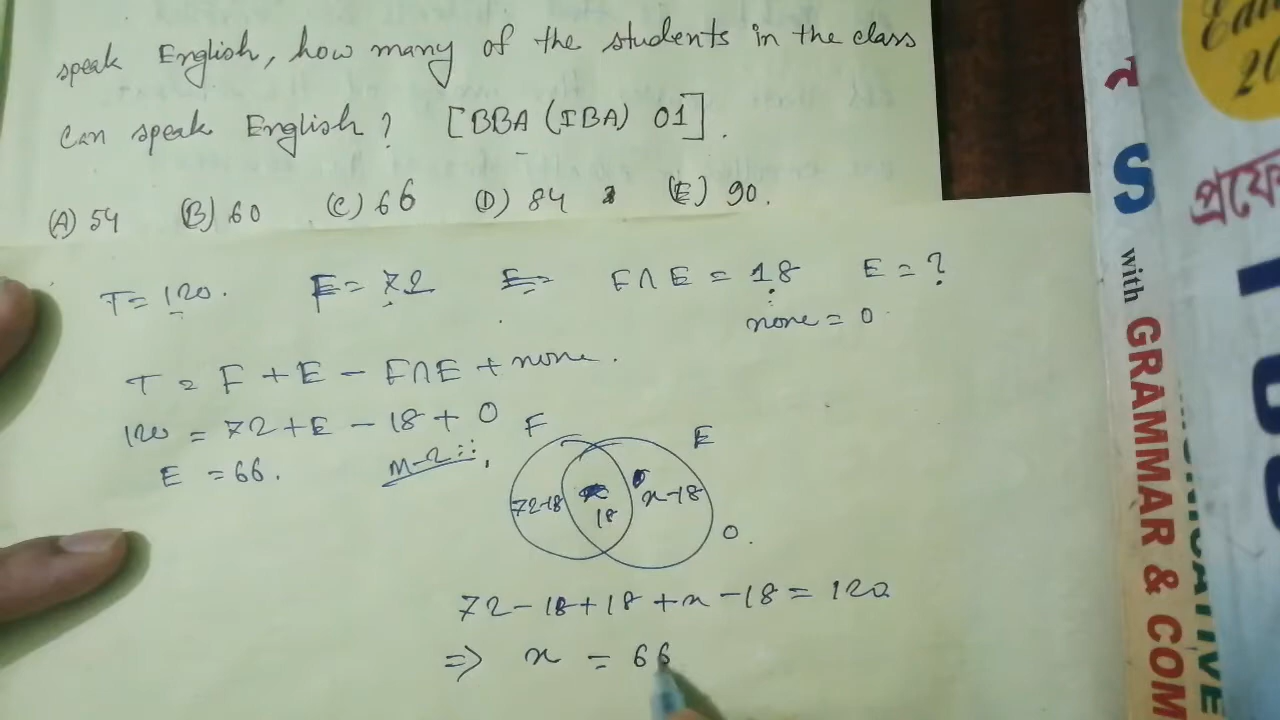 speak English, how many of the students in the class
can speak English? [BBA (IBA) 01].
(A) 54 (B) 60 (C) 66 (D) 84 (E) 90.
T = 120. F = 72 F∩E = 18 E = ?
none = 0
T = F + E - F∩E + none.
120 = 72 + E - 18 + 0
E = 66.
M-2::
F
E
72-18
18
x-18
0.
72 - 18 + 18 + x - 18 = 120
=> x = 66
S
with
GRAMMAR & COM